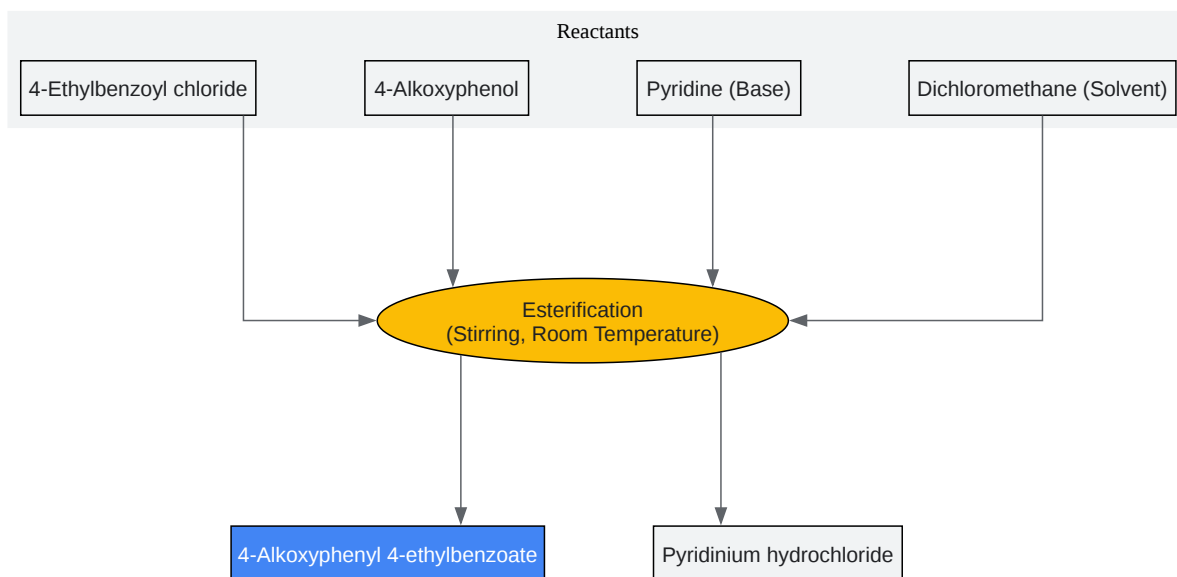 Reactants
4-Ethylbenzoyl chloride
4-Alkoxyphenol
Pyridine (Base)
Dichloromethane (Solvent)
Esterification
(Stirring, Room Temperature)
4-Alkoxyphenyl 4-ethylbenzoate
Pyridinium hydrochloride